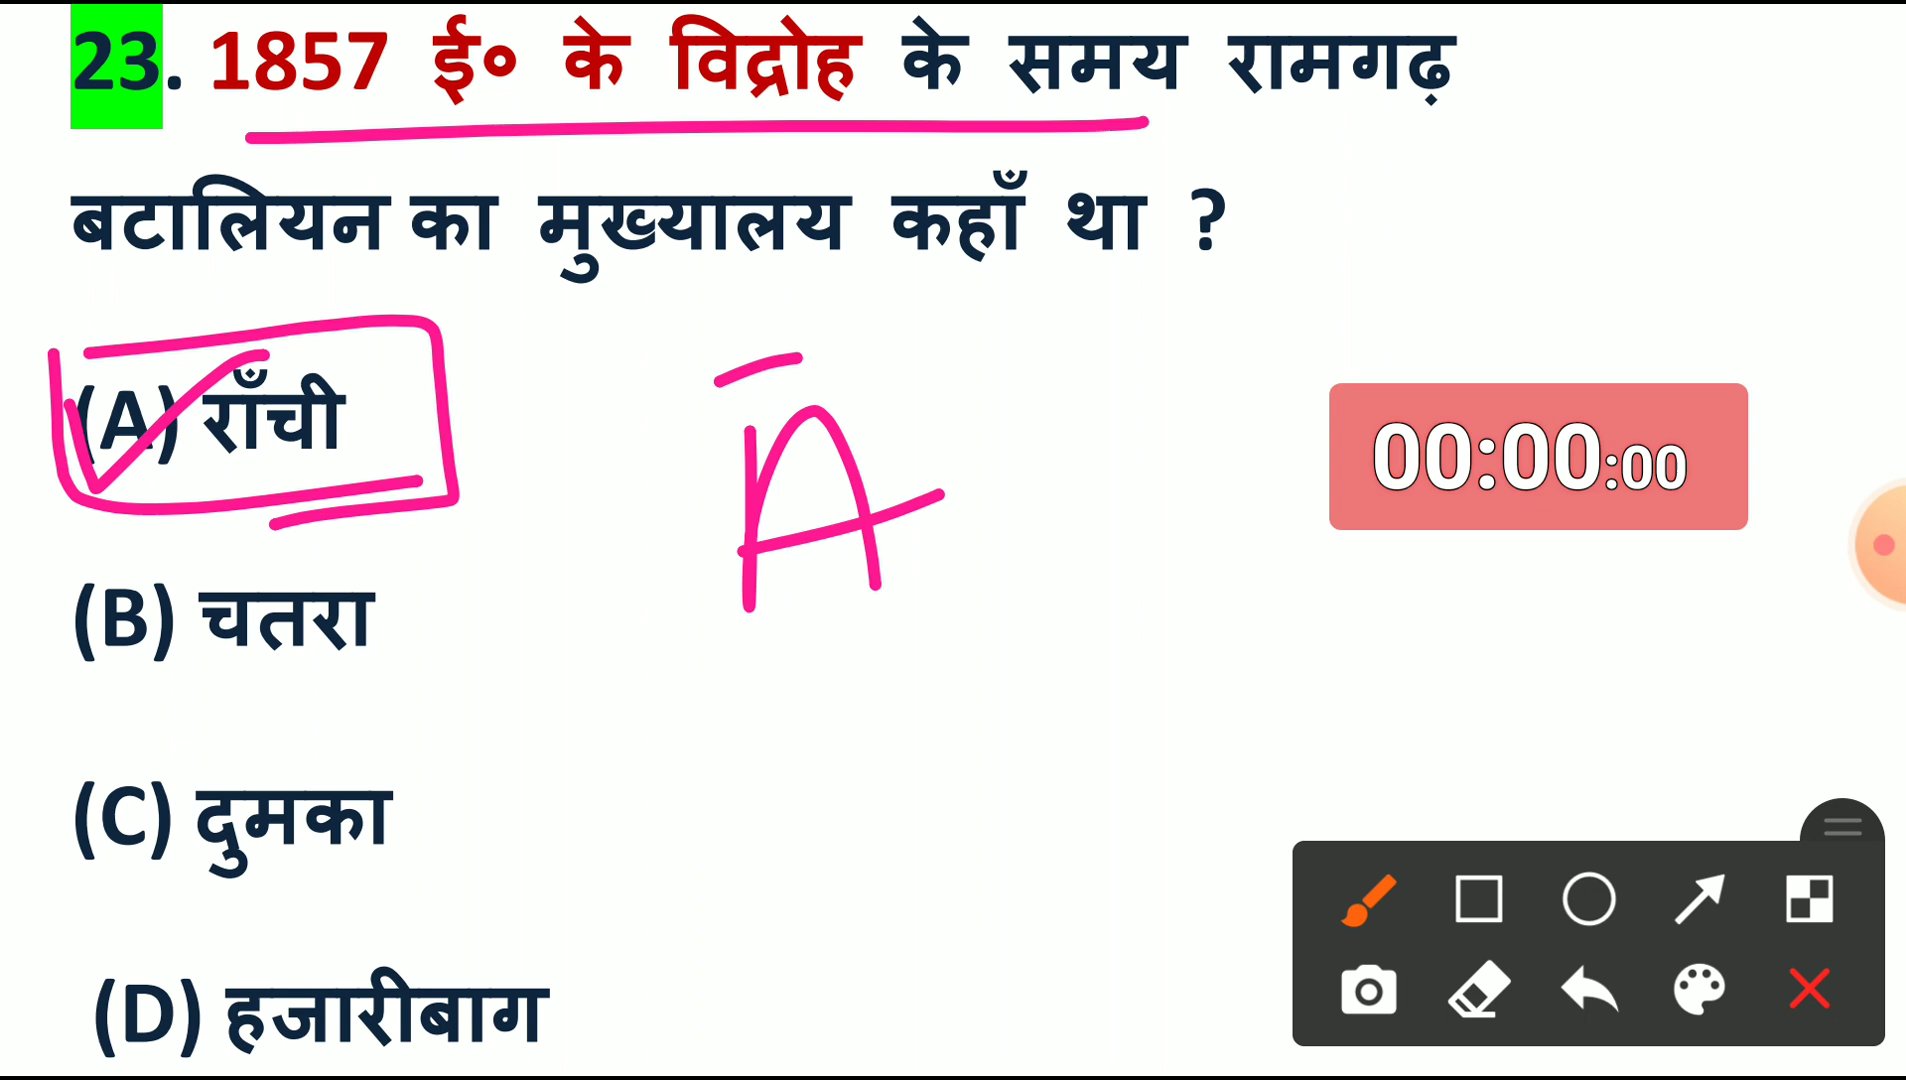 23. 1857 ई० के विद्रोह के समय रामगढ़
बटालियन का मुख्यालय कहाँ था ?
(A) राँची
A
00:00:00
(B) चतरा
(C) दुमका
(D) हजारीबाग